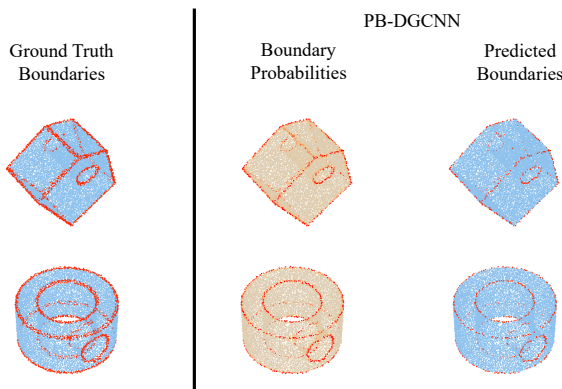 PB-DGCNN
Ground Truth
Boundaries
Boundary
Probabilities
Predicted
Boundaries